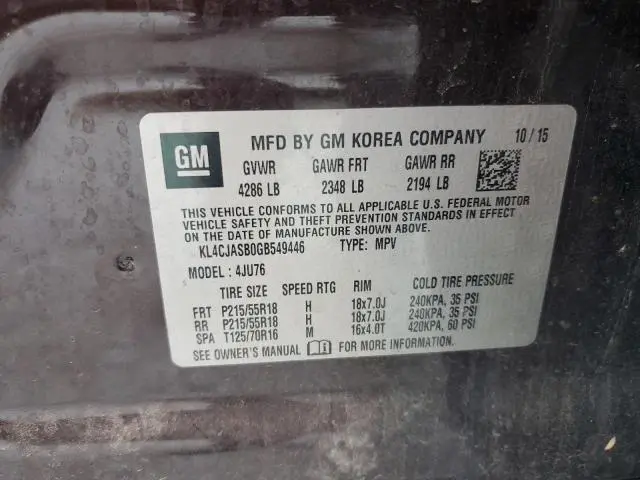 GM MFD BY GM KOREA COMPANY 10/15
GVWR GAWR FRT GAWR RR
4286 LB 2348 LB 2194 LB
THIS VEHICLE CONFORMS TO ALL APPLICABLE U.S. FEDERAL MOTOR
VEHICLE SAFETY AND THEFT PREVENTION STANDARDS IN EFFECT
ON THE DATE OF MANUFACTURE SHOWN ABOVE.
KL4CJASB0GB549446 TYPE: MPV
MODEL: 4JU76
TIRE SIZE SPEED RTG RIM COLD TIRE PRESSURE
FRT P215/55R18 H 18x7.0J 240KPA, 35 PSI
RR P215/55R18 H 18x7.0J 240KPA, 35 PSI
SPA T125/70R16 M 16x4.0T 420KPA, 60 PSI
SEE OWNER'S MANUAL FOR MORE INFORMATION.